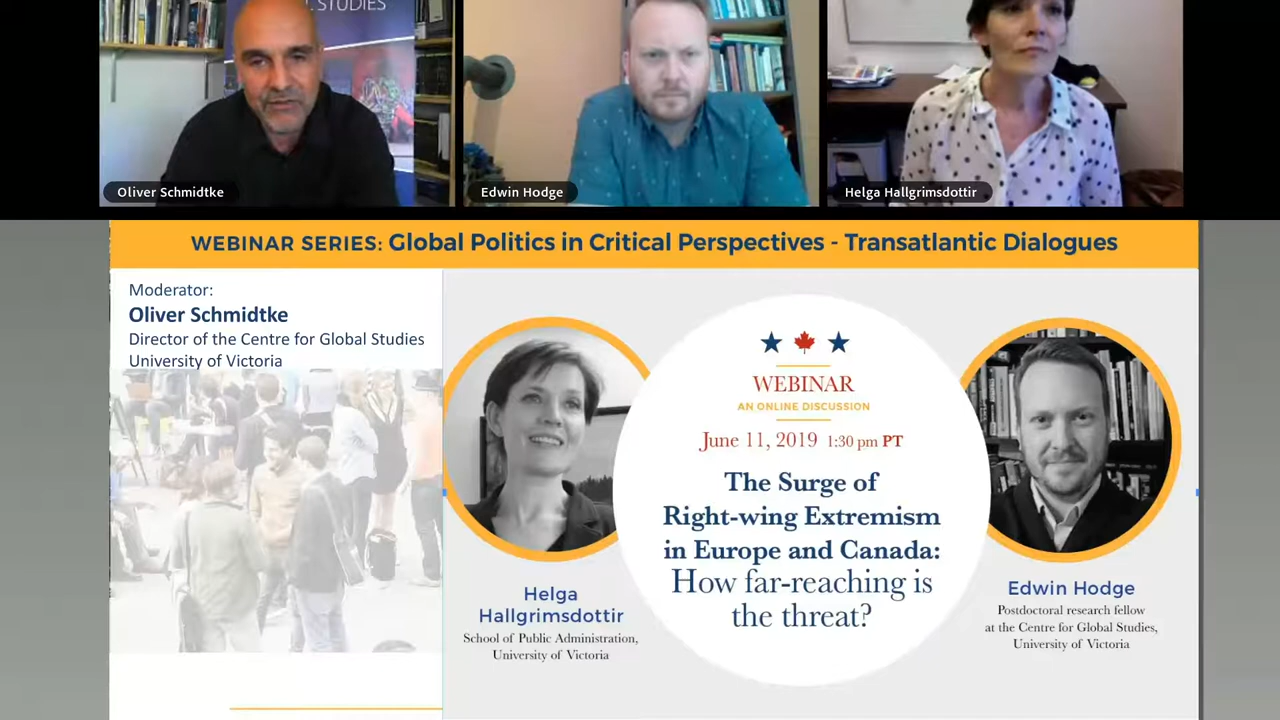 . STUDIES
Oliver Schmidtke
Edwin Hodge
Helga Hallgrimsdottir
WEBINAR SERIES: Global Politics in Critical Perspectives - Transatlantic Dialogues
Moderator:
Oliver Schmidtke
Director of the Centre for Global Studies
University of Victoria
WEBINAR
AN ONLINE DISCUSSION
June 11, 2019 1:30 pm PT
The Surge of
Right-wing Extremism
in Europe and Canada:
How far-reaching is
the threat?
Helga
Hallgrimsdottir
School of Public Administration,
University of Victoria
Edwin Hodge
Postdoctoral research fellow
at the Centre for Global Studies,
University of Victoria